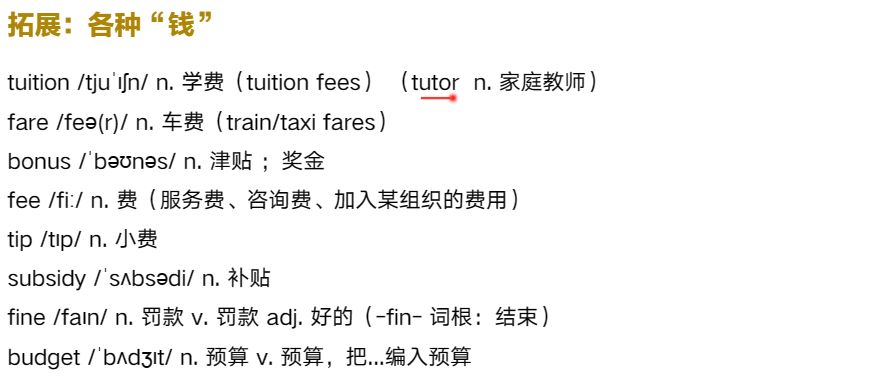 拓展：各种“钱”
tuition /tjuˈɪʃn/ n. 学费（tuition fees）（tutor n. 家庭教师）
fare /feə(r)/ n. 车费（train/taxi fares）
bonus /ˈbəʊnəs/ n. 津贴 ；奖金
fee /fiː/ n. 费（服务费、咨询费、加入某组织的费用）
tip /tɪp/ n. 小费
subsidy /ˈsʌbsədi/ n. 补贴
fine /faɪn/ n. 罚款 v. 罚款 adj. 好的（-fin- 词根：结束）
budget /ˈbʌdʒɪt/ n. 预算 v. 预算，把...编入预算